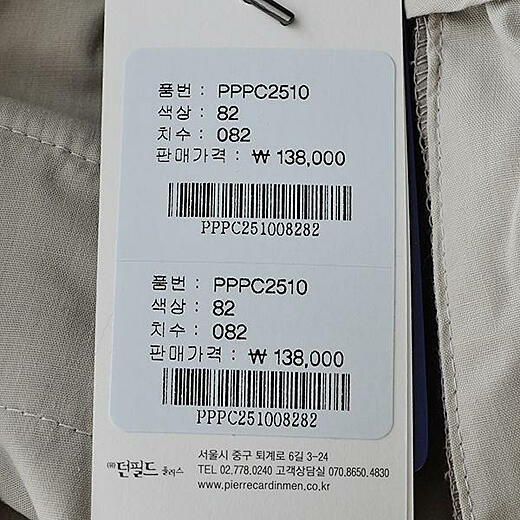 품번 : PPPC2510
색상 : 82
치수 : 082
판매가격 : ₩ 138,000
PPPC251008282
품번 : PPPC2510
색상 : 82
치수 : 082
판매가격 : ₩ 138,000
PPPC251008282
㈜던필드 플러스
서울시 중구 퇴계로 6길 3-24
TEL 02.778.0240 고객상담실 070.8650.4830
www.pierrecardinmen.co.kr